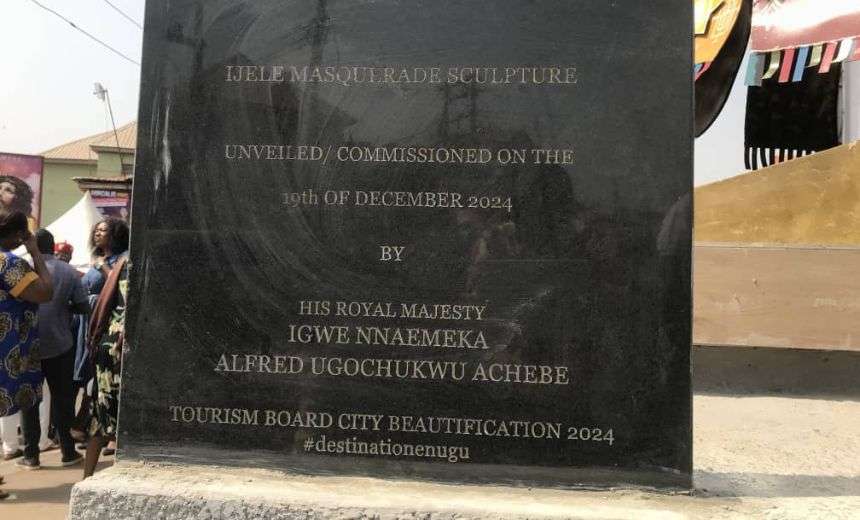 IJELE MASQUERADE SCULPTURE
UNVEILED/ COMMISSIONED ON THE
19th OF DECEMBER 2024
BY
HIS ROYAL MAJESTY
IGWE NNAEMEKA
ALFRED UGOCHUKWU ACHEBE
TOURISM BOARD CITY BEAUTIFICATION 2024
#destinationenugu